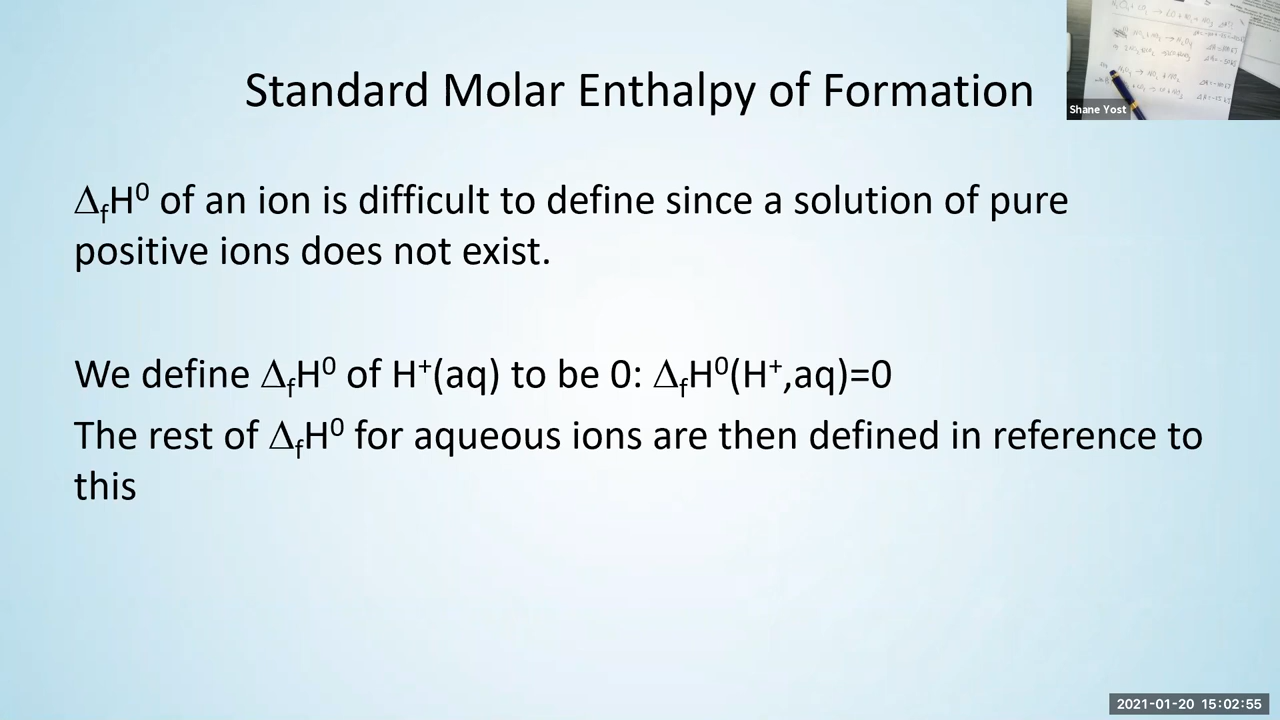 Standard Molar Enthalpy of Formation
Shane Yost
ΔfH⁰ of an ion is difficult to define since a solution of pure
positive ions does not exist.
We define ΔfH⁰ of H⁺(aq) to be 0: ΔfH⁰(H⁺,aq)=0
The rest of ΔfH⁰ for aqueous ions are then defined in reference to
this
2021-01-20 15:02:55